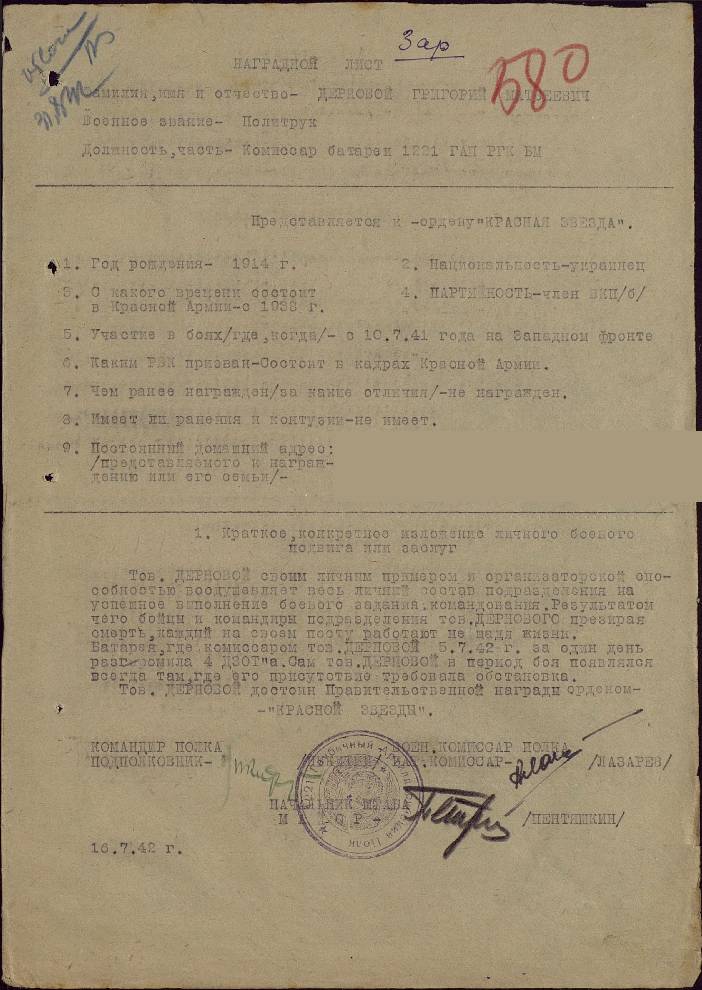 Зар
580
НАГРАДНОЙ ЛИСТ
Фамилия,имя и отчество- ДЕРНОВОЙ ГРИГОРИЙ МАТВЕЕВИЧ
Военное звание- Политрук
Должность,часть- Комиссар батареи 1221 ГАП РГК БМ
Представляется к -ордену"КРАСНАЯ ЗВЕЗДА".
1. Год рождения- 1914 г. 2. Национальность-украинец
3. С какого времени состоит 4. ПАРТИЙНОСТЬ-член ВКП/б/
в Красной Армии-с 1938 г.
5. Участие в боях/где,когда/- с 10.7.41 года на Западном фронте
6. Каким РВК призван-Состоит в кадрах Красной Армии.
7. Чем ранее награжден/за какие отличия/-не награжден.
8. Имеет ли ранения и контузии-не имеет.
9. Постоянный домашний адрес:
/представляемого к награж-
дению или его семьи/-
1. Краткое,конкретное изложение личного боевого
подвига или заслуг
Тов. ДЕРНОВОЙ своим личным примером и организаторской спо-
собностью воодушевляет весь личный состав подразделения на
успешное выполнение боевого задания.командования.Результатом
чего бойцы и командиры подразделения тов.ДЕРНОВОГО презирая
смерть,каждый на своем посту работают не щадя жизни.
Батарея,где комиссаром тов.ДЕРНОВОЙ 5.7.42 г. за один день
разгромила 4 ДЗОТ"а.Сам тов.ДЕРНОВОЙ в период боя появлялся
всегда там,где его присутствие требовала обстановка.
Тов. ДЕРНОВОЙ достоин Правительственной награды орденом-
-"КРАСНОЙ ЗВЕЗДЫ".
КОМАНДИР ПОЛКА ВОЕН.КОМИССАР ПОЛКА
ПОДПОЛКОВНИК- КОМИССАР- /ЛАЗАРЕВ/
НАЧАЛЬНИК ШТАБА
МАЙОР- /ПЕНТЯШКИН/
16.7.42 г.